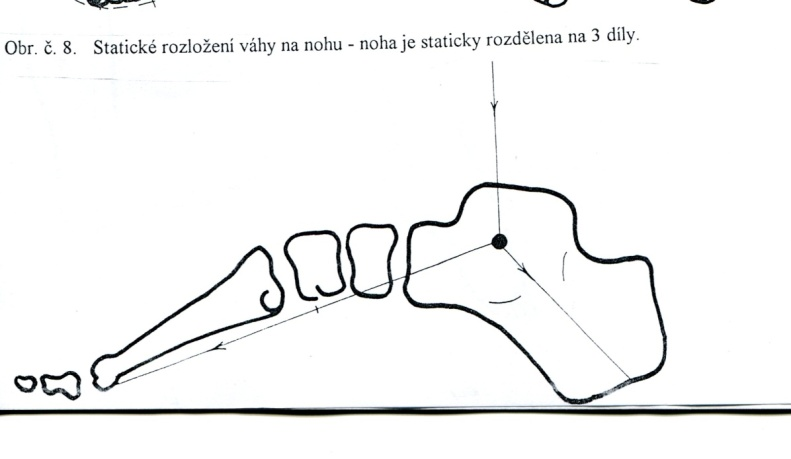 Obr. č. 8. Statické rozložení váhy na nohu - noha je staticky rozdělena na 3 díly.